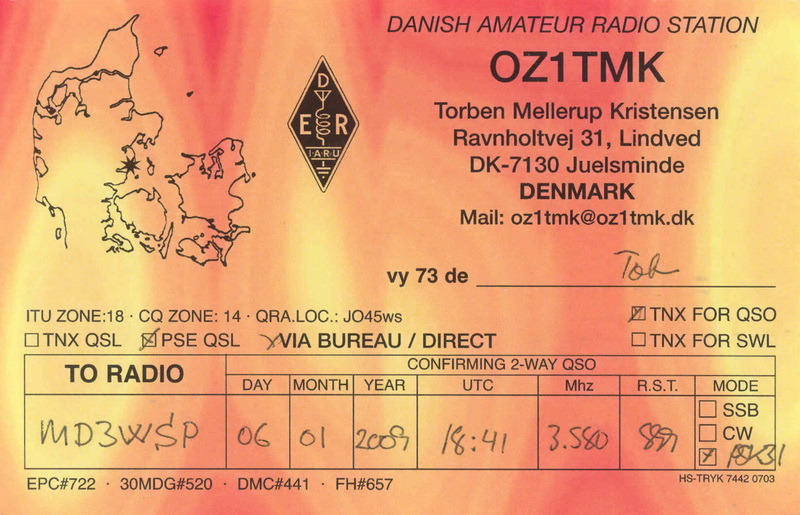 DANISH AMATEUR RADIO STATION
OZ1TMK
Torben Mellerup Kristensen
Ravnholtvej 31, Lindved
DK-7130 Juelsminde
DENMARK
Mail: oz1tmk@oz1tmk.dk
D
E R
I.A.R.U
vy 73 de
ITU ZONE:18 · CQ ZONE: 14 · QRA.LOC.: JO45ws
TNX FOR QSO
TNX QSL PSE QSL VIA BUREAU / DIRECT
TNX FOR SWL
TO RADIO
CONFIRMING 2-WAY QSO
DAY MONTH YEAR UTC Mhz R.S.T. MODE
MD3WSP 06 01 2009 18:41 3.580
SSB
CW
PSK31
EPC#722 · 30MDG#520 · DMC#441 · FH#657
HS-TRYK 7442 0703